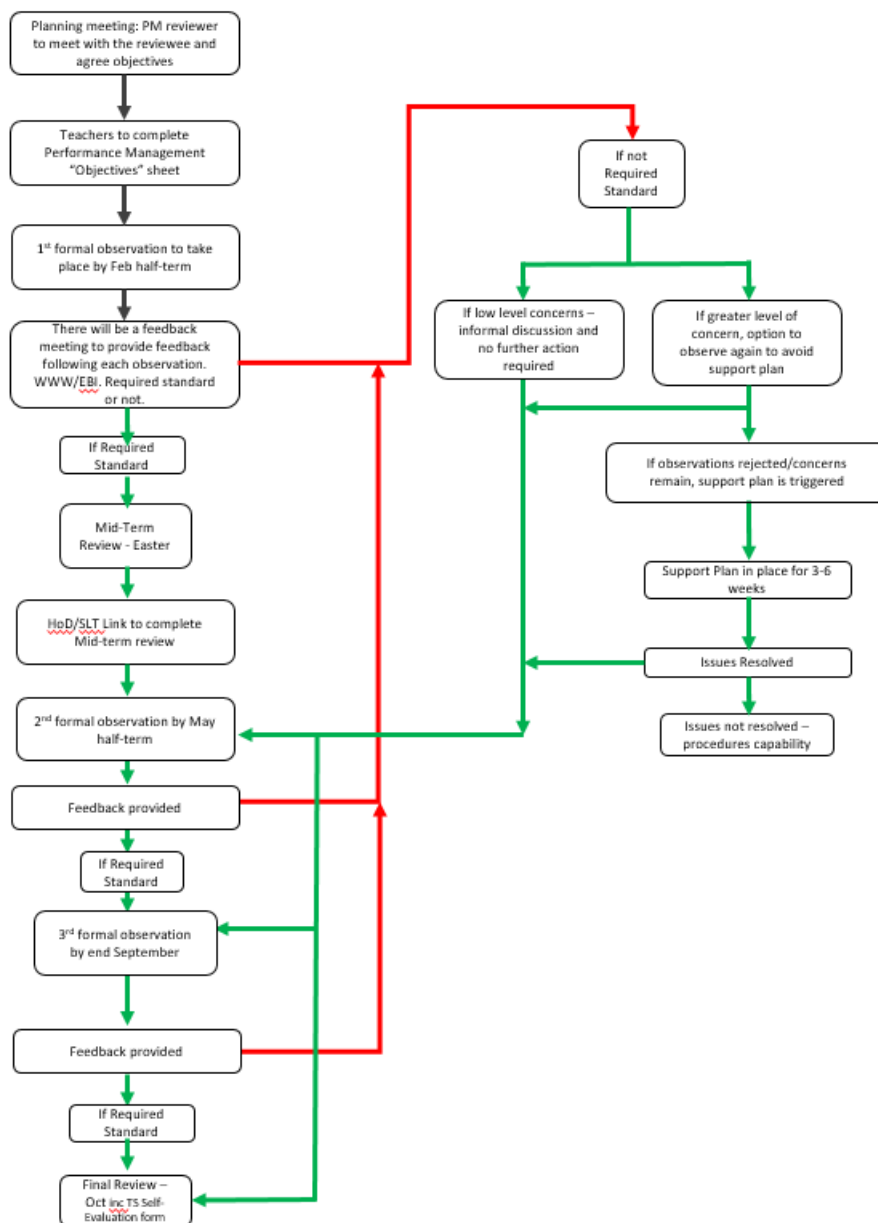 Planning meeting: PM reviewer
to meet with the reviewee and
agree objectives
Teachers to complete
Performance Management
“Objectives” sheet
1st formal observation to take
place by Feb half-term
There will be a feedback
meeting to provide feedback
following each observation.
WWW/EBI. Required standard
or not.
If Required
Standard
Mid-Term
Review - Easter
HoD/SLT Link to complete
Mid-term review
2nd formal observation by May
half-term
Feedback provided
If Required
Standard
3rd formal observation
by end September
Feedback provided
If Required
Standard
Final Review –
Oct inc TS Self-
Evaluation form
If not
Required
Standard
If low level concerns –
informal discussion and
no further action
required
If greater level of
concern, option to
observe again to avoid
support plan
If observations rejected/concerns
remain, support plan is triggered
Support Plan in place for 3-6
weeks
Issues Resolved
Issues not resolved –
procedures capability